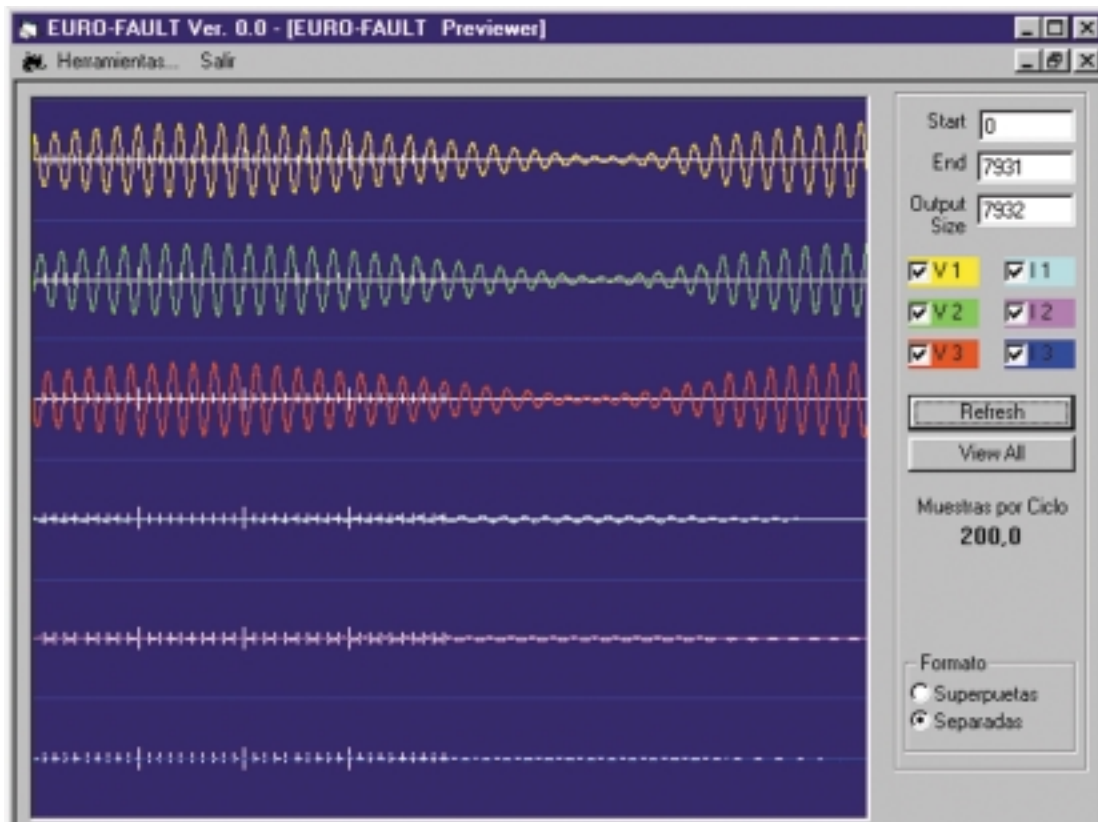 EURO-FAULT Ver. 0.0 - [EURO-FAULT Previewer]
Herramientas... Salir
Start 0
End 7931
Output Size 7932
V 1 I 1
V 2 I 2
V 3 I 3
Refresh
View All
Muestras por Ciclo
200,0
Formato
Superpuetas
Separadas